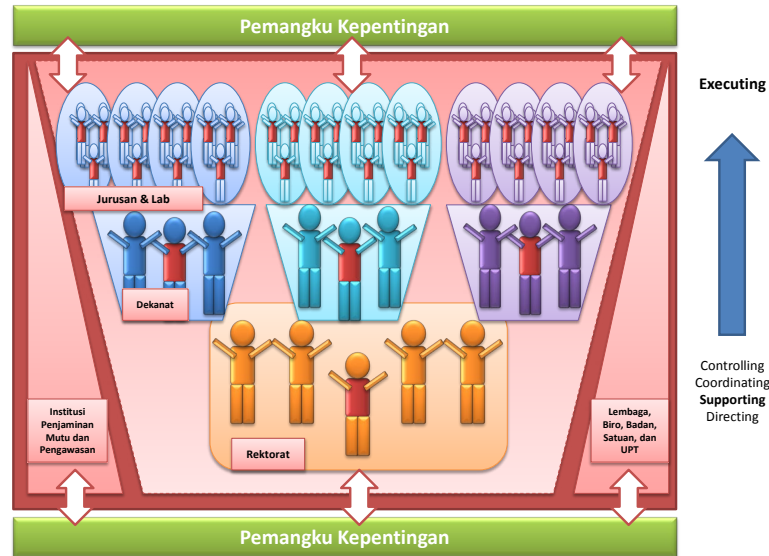 Pemangku Kepentingan
Executing
Jurusan & Lab
Dekanat
Institusi
Penjaminan
Mutu dan
Pengawasan
Rektorat
Lembaga,
Biro, Badan,
Satuan, dan
UPT
Controlling
Coordinating
Supporting
Directing
Pemangku Kepentingan